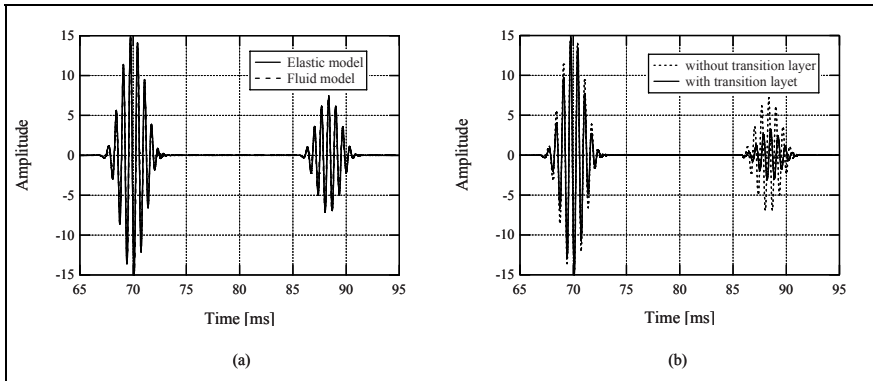 15
10
5
0
-5
-10
-15
Amplitude
Elastic model
Fluid model
65 70 75 80 85 90 95
Time [ms]
(a)
15
10
5
0
-5
-10
-15
Amplitude
without transition layer
with transition layet
65 70 75 80 85 90 95
Time [ms]
(b)